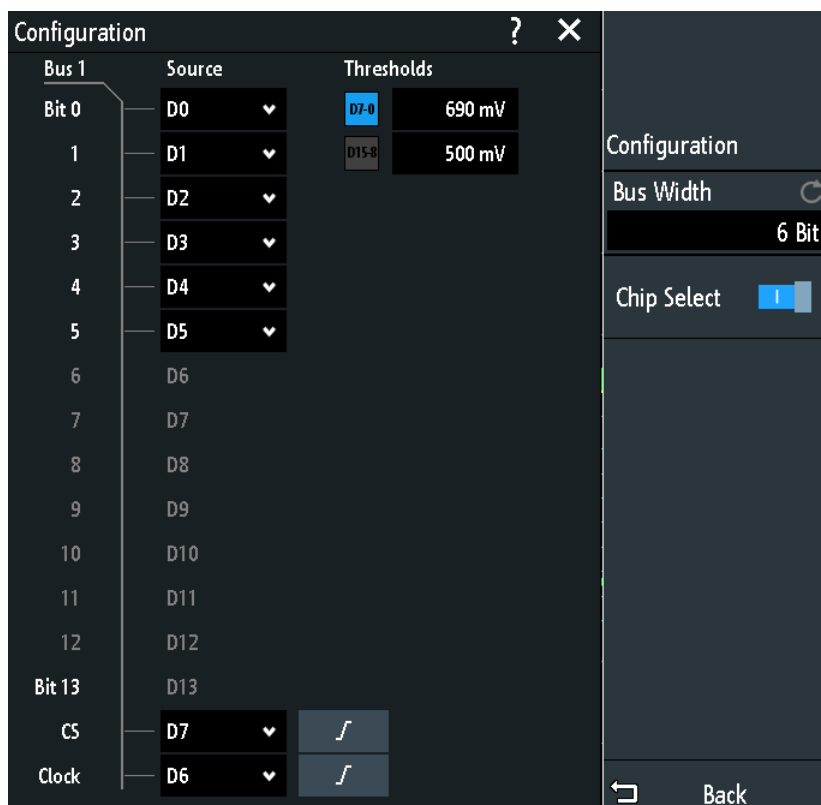 Configuration ? ✕
Bus 1 Source Thresholds
Bit 0 D0 D7-0 690 mV
1 D1 D15-8 500 mV
2 D2
3 D3
4 D4
5 D5
6 D6
7 D7
8 D8
9 D9
10 D10
11 D11
12 D12
Bit 13 D13
CS D7
Clock D6
Configuration
Bus Width
6 Bit
Chip Select I
Back